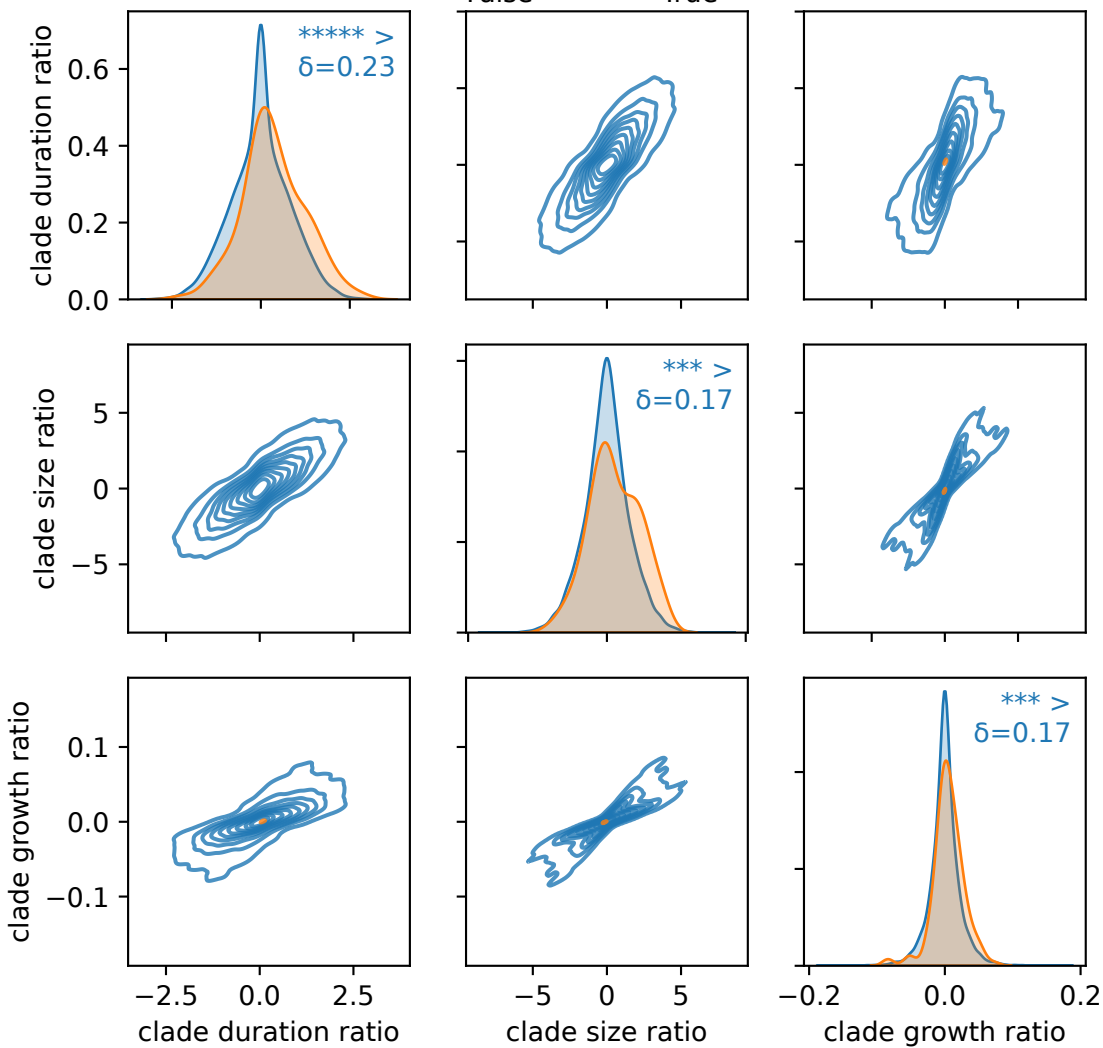 clade duration ratio
0.6
0.4
0.2
0.0
***** >
δ=0.23
clade size ratio
5
0
−5
*** >
δ=0.17
clade growth ratio
0.1
0.0
−0.1
*** >
δ=0.17
−2.5 0.0 2.5
−5 0 5
−0.2 0.0 0.2
clade duration ratio
clade size ratio
clade growth ratio